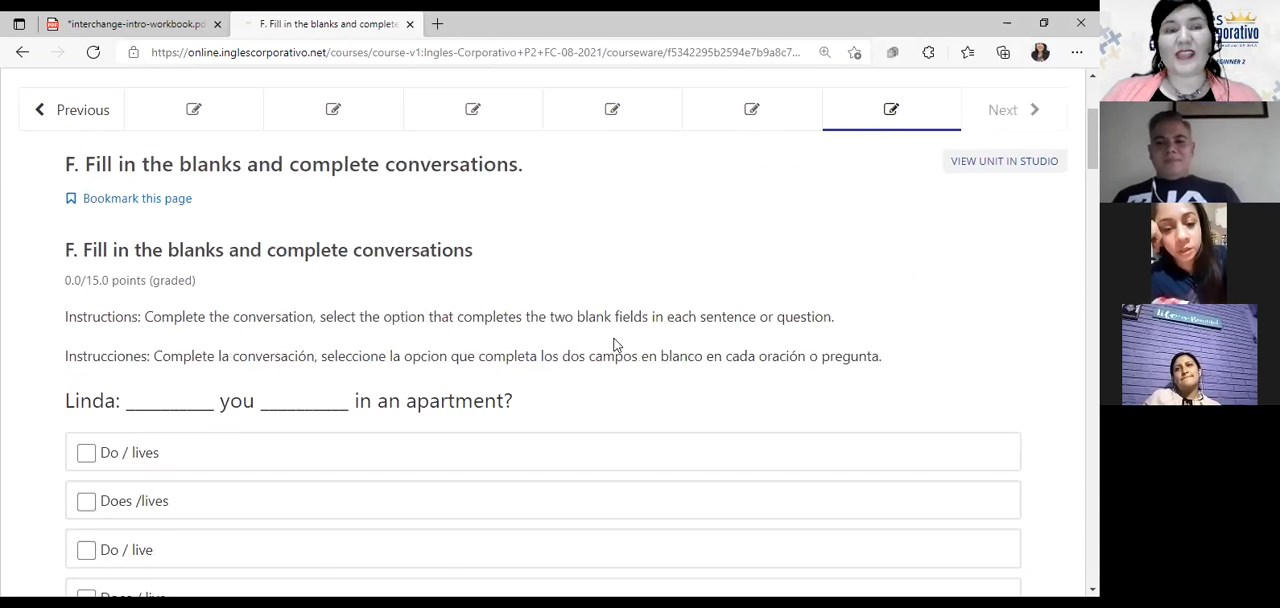 *interchange-intro-workbook.pd
F. Fill in the blanks and complete
https://online.inglescorporativo.net/courses/course-v1:Ingles-Corporativo+P2+FC-08-2021/courseware/f5342295b2594e7b9a8c7...
Previous
Next
F. Fill in the blanks and complete conversations.
VIEW UNIT IN STUDIO
Bookmark this page
F. Fill in the blanks and complete conversations
0.0/15.0 points (graded)
Instructions: Complete the conversation, select the option that completes the two blank fields in each sentence or question.
Instrucciones: Complete la conversación, seleccione la opcion que completa los dos campos en blanco en cada oración o pregunta.
Linda: __________ you __________ in an apartment?
Do / lives
Does /lives
Do / live
Does / live